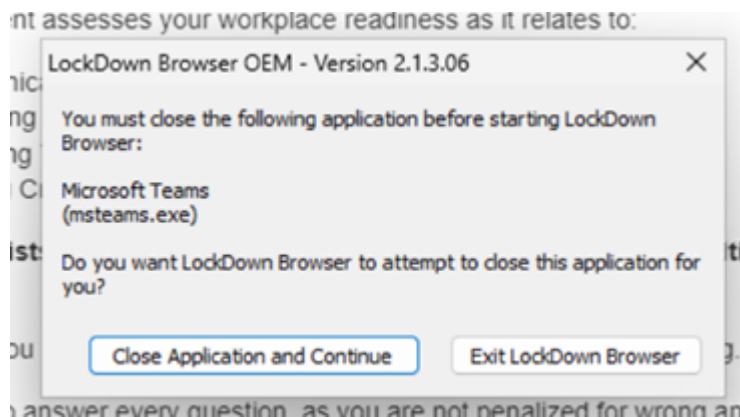 nt assesses your workplace readiness as it relates to:
LockDown Browser OEM - Version 2.1.3.06
You must close the following application before starting LockDown
Browser:
Microsoft Teams
(msteams.exe)
Do you want LockDown Browser to attempt to close this application for
you?
Close Application and Continue
Exit LockDown Browser
o answer every question, as you are not penalized for wrong an